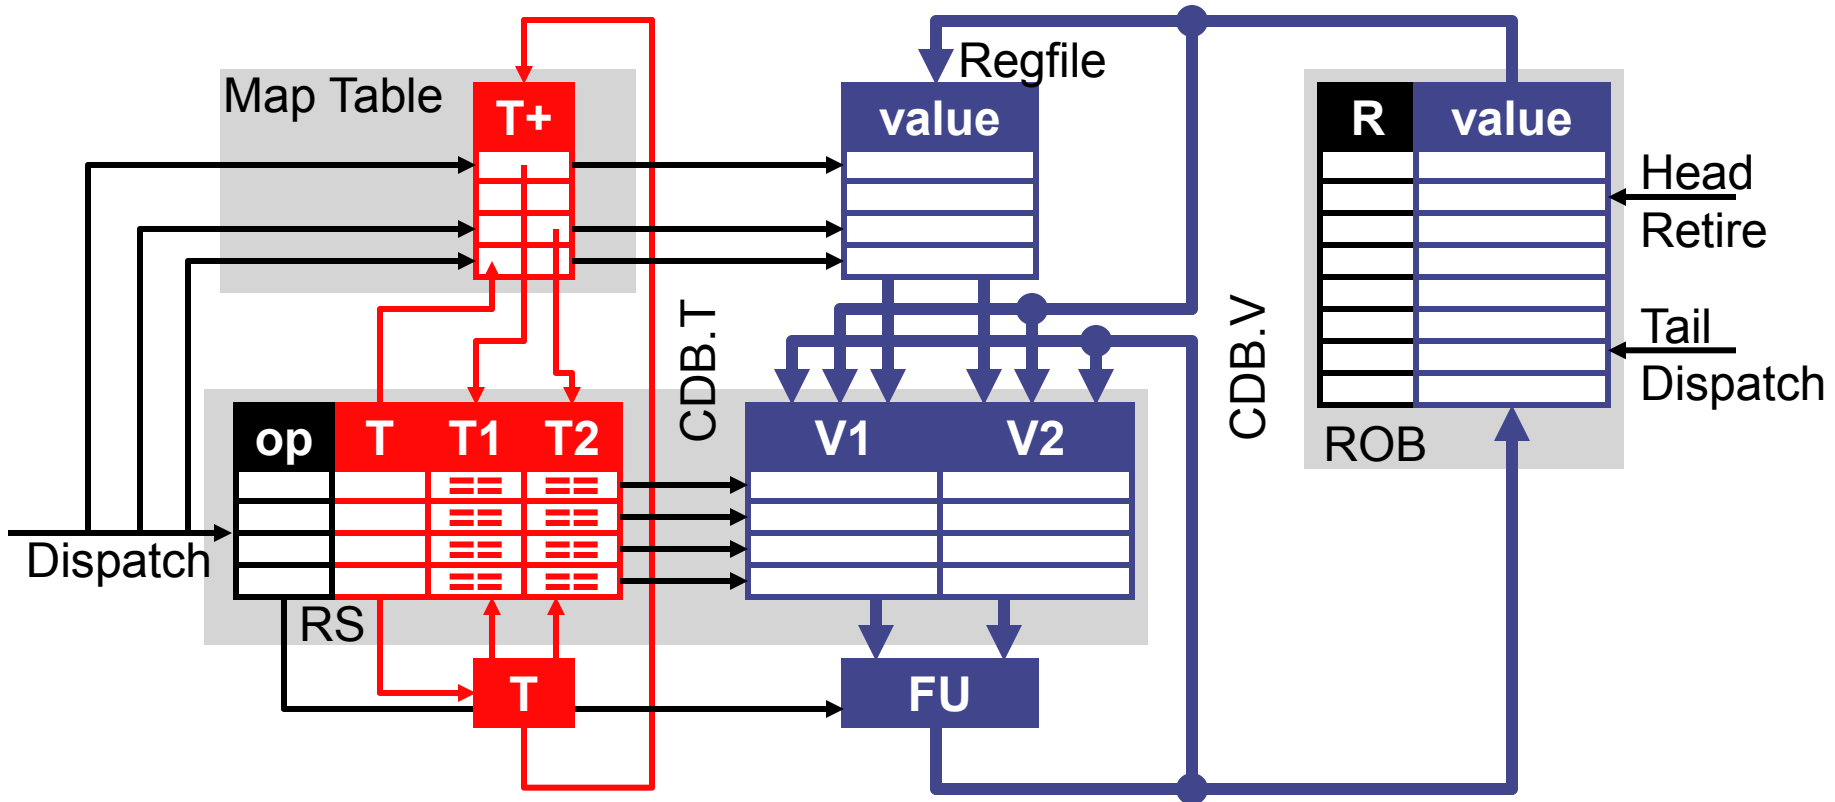 Regfile
Map Table
T+
value
R
value
Head
Retire
CDB.T
CDB.V
Tail
Dispatch
op
T
T1
T2
V1
V2
ROB
Dispatch
RS
T
FU